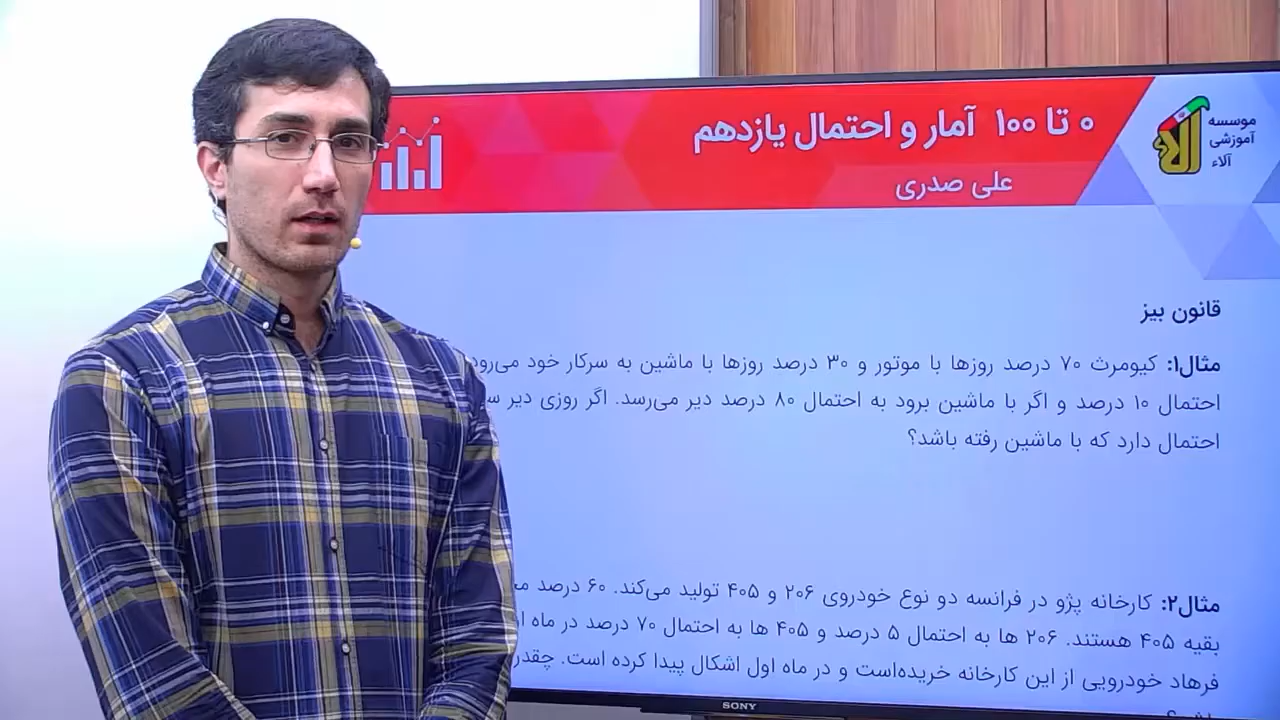 ۰ تا ۱۰۰ آمار و احتمال یازدهم
علی صدری
موسسه
آموزشی
آلاء
قانون بیز
مثال۱: کیومرث ۷۰ درصد روزها با موتور و ۳۰ درصد روزها با ماشین به سرکار خود می‌رود
احتمال ۱۰ درصد و اگر با ماشین برود به احتمال ۸۰ درصد دیر می‌رسد. اگر روزی دیر
احتمال دارد که با ماشین رفته باشد؟
مثال۲: کارخانه پژو در فرانسه دو نوع خودروی ۲۰۶ و ۴۰۵ تولید می‌کند. ۶۰ درصد
بقیه ۴۰۵ هستند. ۲۰۶ ها به احتمال ۵ درصد و ۴۰۵ ها به احتمال ۷۰ درصد در ماه
فرهاد خودرویی از این کارخانه خریده‌است و در ماه اول اشکال پیدا کرده است. چقدر
SONY